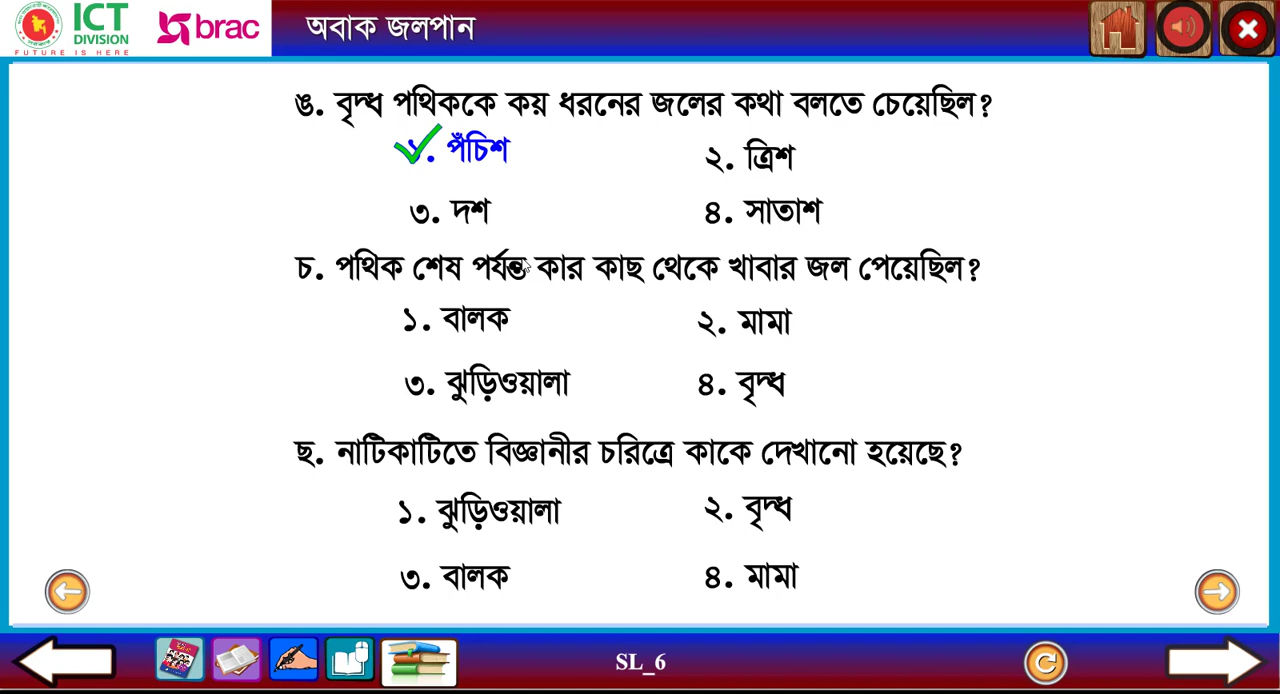 ICT
DIVISION
FUTURE IS HERE
brac
অবাক জলপান
ঙ. বৃদ্ধ পথিককে কয় ধরনের জলের কথা বলতে চেয়েছিল?
১. পঁচিশ ২. ত্রিশ
৩. দশ ৪. সাতাশ
চ. পথিক শেষ পর্যন্ত কার কাছ থেকে খাবার জল পেয়েছিল?
১. বালক ২. মামা
৩. ঝুড়িওয়ালা ৪. বৃদ্ধ
ছ. নাটিকাটিতে বিজ্ঞানীর চরিত্রে কাকে দেখানো হয়েছে?
১. ঝুড়িওয়ালা ২. বৃদ্ধ
৩. বালক ৪. মামা
SL_6